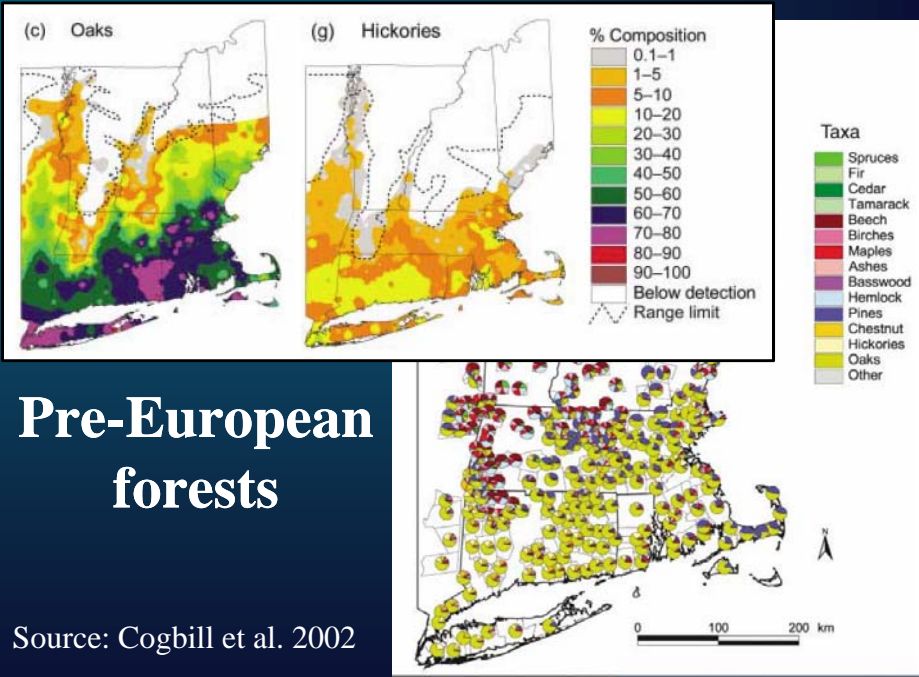 (c) Oaks
(g) Hickories
% Composition
0.1–1
1–5
5–10
10–20
20–30
30–40
40–50
50–60
60–70
70–80
80–90
90–100
Below detection
Range limit
Taxa
Spruces
Fir
Cedar
Tamarack
Beech
Birches
Maples
Ashes
Basswood
Hemlock
Pines
Chestnut
Hickories
Oaks
Other
Pre-European
forests
Source: Cogbill et al. 2002
N
0 100 200 km